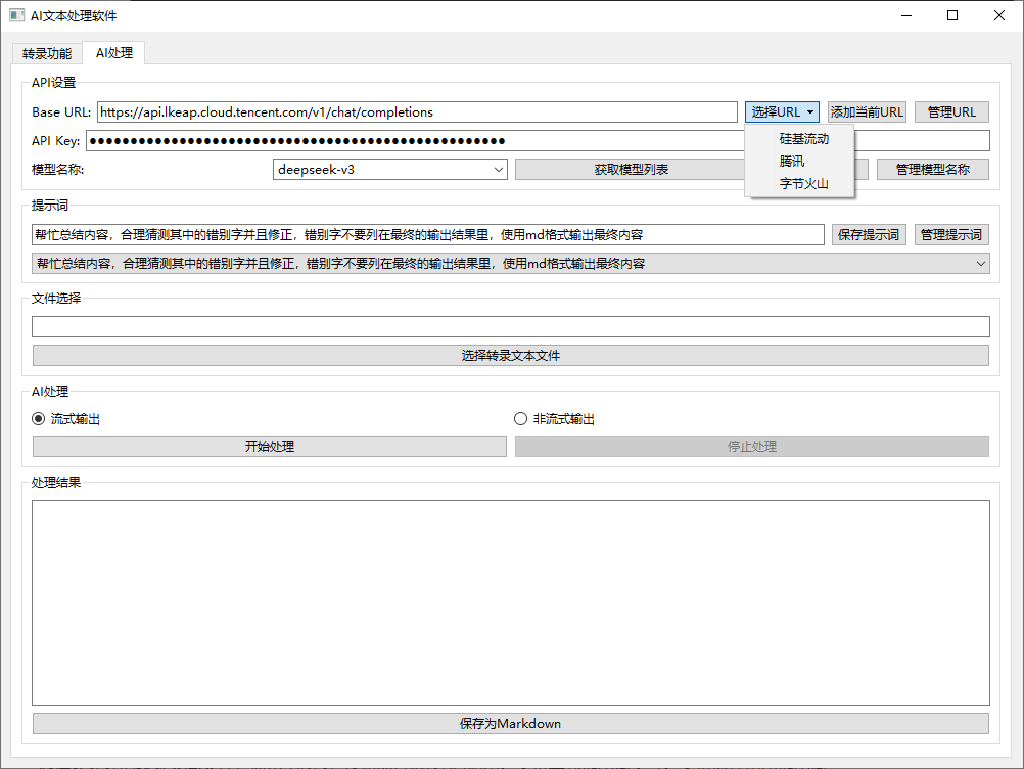 AI文本处理软件
转录功能 AI处理
API设置
Base URL: https://api.lkeap.cloud.tencent.com/v1/chat/completions 选择URL 添加当前URL 管理URL
API Key: ●●●●●●●●●●●●●●●●●●●●●●●●●●●●●●●●●●●●●●●●●●●●●●●●●●●
硅基流动
腾讯
字节火山
模型名称: deepseek-v3 获取模型列表 管理模型名称
提示词
帮忙总结内容，合理猜测其中的错别字并且修正，错别字不要列在最终的输出结果里，使用md格式输出最终内容 保存提示词 管理提示词
帮忙总结内容，合理猜测其中的错别字并且修正，错别字不要列在最终的输出结果里，使用md格式输出最终内容
文件选择
选择转录文本文件
AI处理
流式输出 非流式输出
开始处理 停止处理
处理结果
保存为Markdown